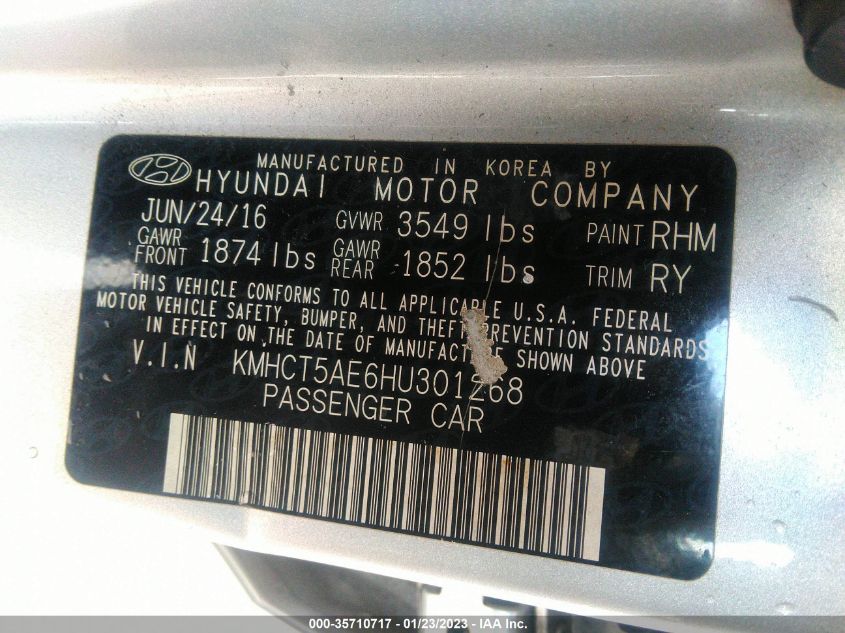 MANUFACTURED IN KOREA BY
HYUNDAI MOTOR COMPANY
JUN/24/16 GVWR 3549 lbs PAINT RHM
GAWR FRONT 1874 lbs GAWR REAR 1852 lbs TRIM RY
THIS VEHICLE CONFORMS TO ALL APPLICABLE U.S.A. FEDERAL
MOTOR VEHICLE SAFETY, BUMPER, AND THEFT PREVENTION STANDARDS
IN EFFECT ON THE DATE OF MANUFACTURE SHOWN ABOVE
V.I.N KMHCT5AE6HU301268
PASSENGER CAR
000-35710717 - 01/23/2023 - IAA Inc.